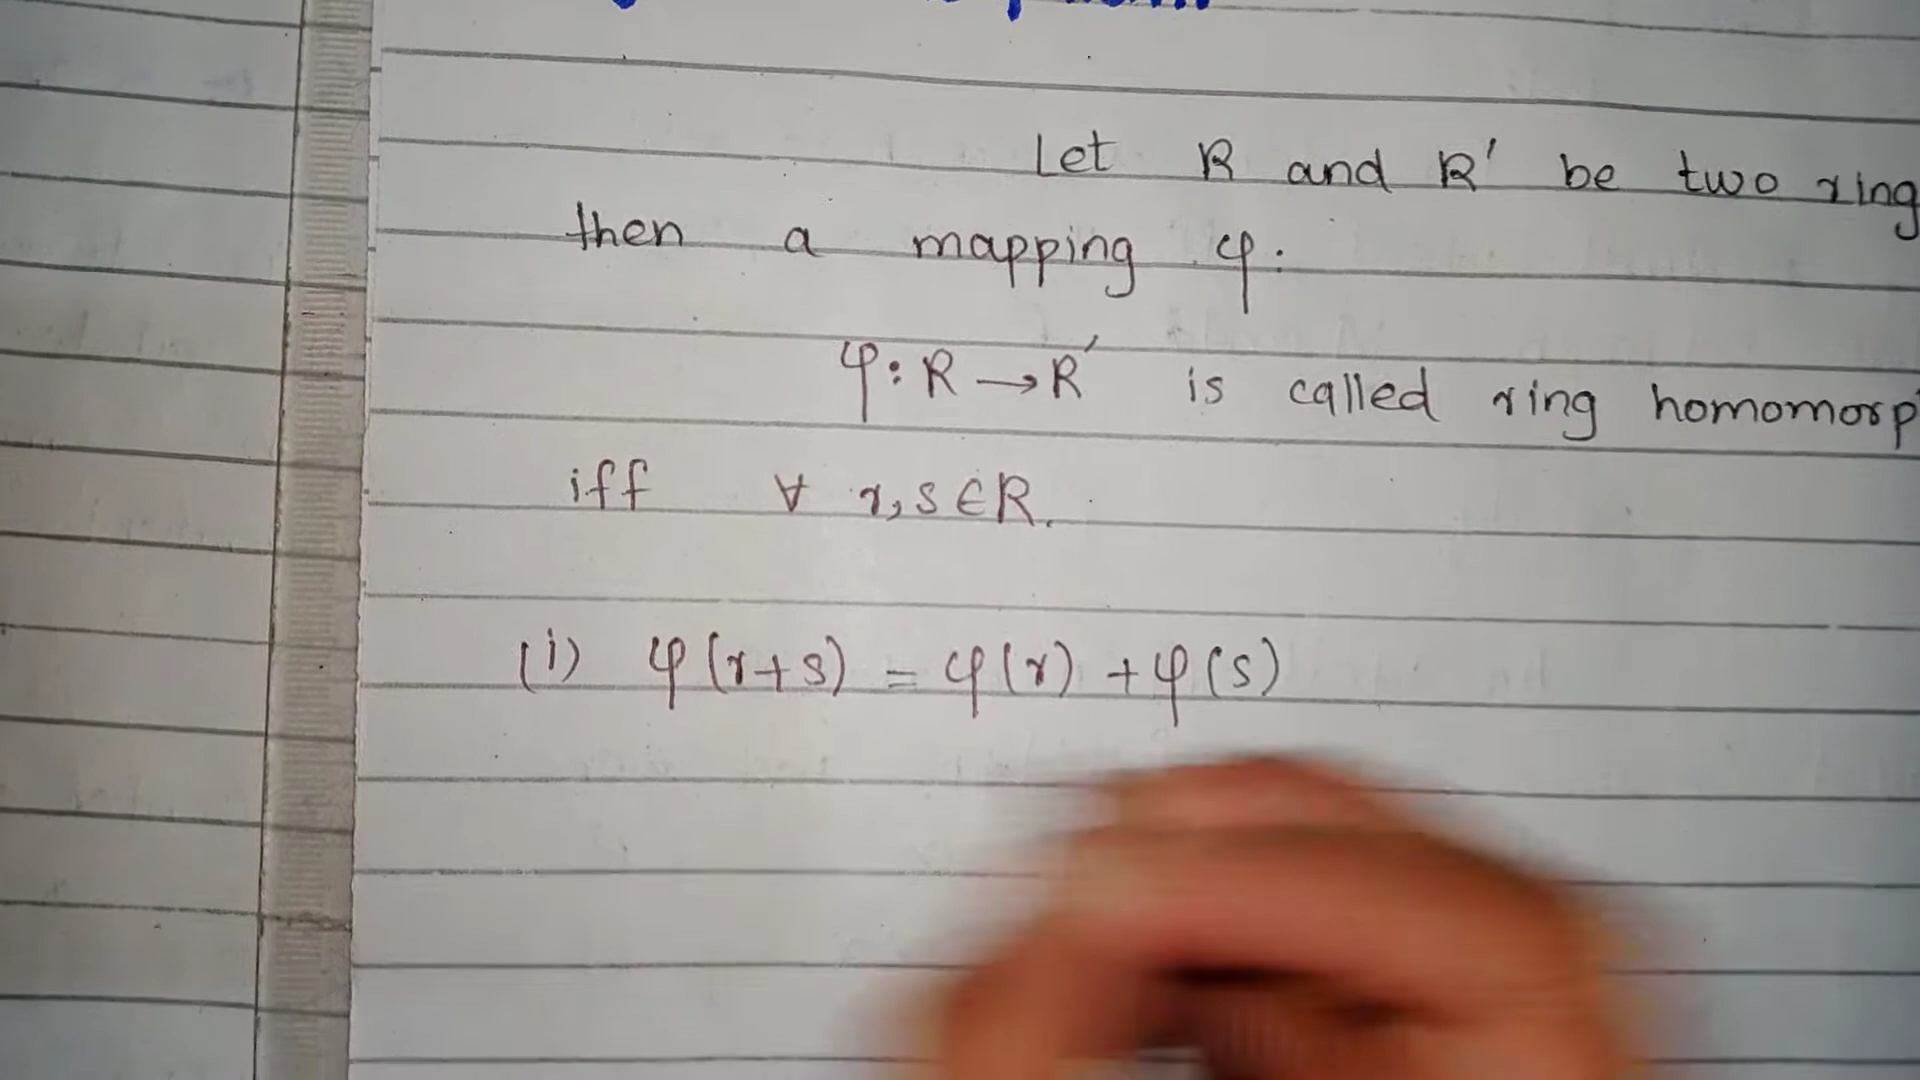 Let R and R' be two ring
then a mapping φ:
φ: R → R' is called ring homomorp
iff ∀ r, s ∈ R.
(i) φ(r+s) = φ(r) + φ(s)